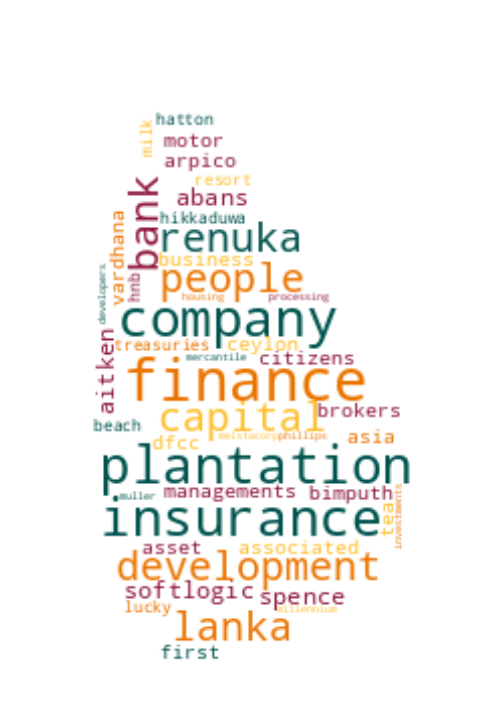 hatton
milk
motor
arpico
resort
bank
abans
hikkaduwa
vardhana
renuka
business
people
developers
hnb
housing
processing
company
aitken
treasuries
ceylon
mercantile
citizens
finance
capital
brokers
beach
melstacorp
phillips
asia
dfcc
plantation
muller
managements
bimputh
tea
investments
insurance
asset
associated
development
softlogic
spence
lucky
millennium
lanka
first